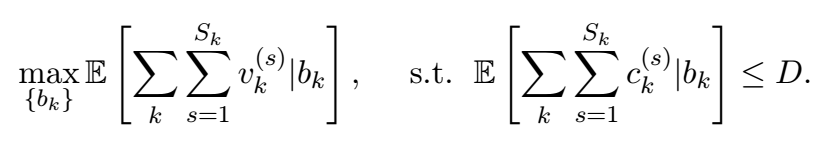 \max_{\{b_k\}} \mathbb{E}\left[\sum_k \sum_{s=1}^{S_k} v_k^{(s)} | b_k\right], \quad \text{s.t.} \ \mathbb{E}\left[\sum_k \sum_{s=1}^{S_k} c_k^{(s)} | b_k\right] \leq D.